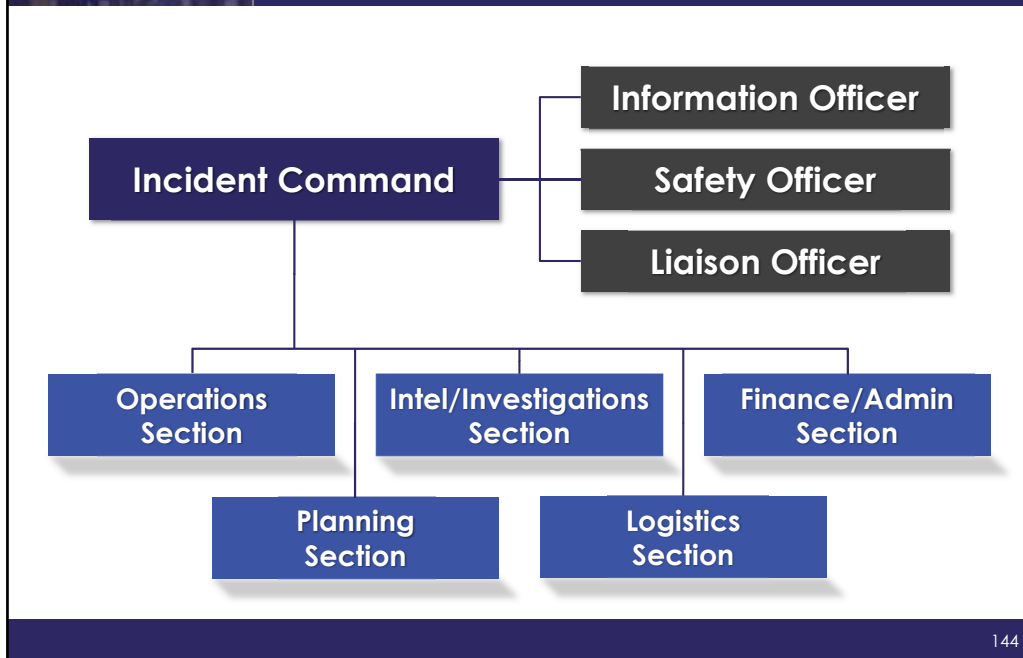 Information Officer
Incident Command
Safety Officer
Liaison Officer
Operations
Section
Intel/Investigations
Section
Finance/Admin
Section
Planning
Section
Logistics
Section
144